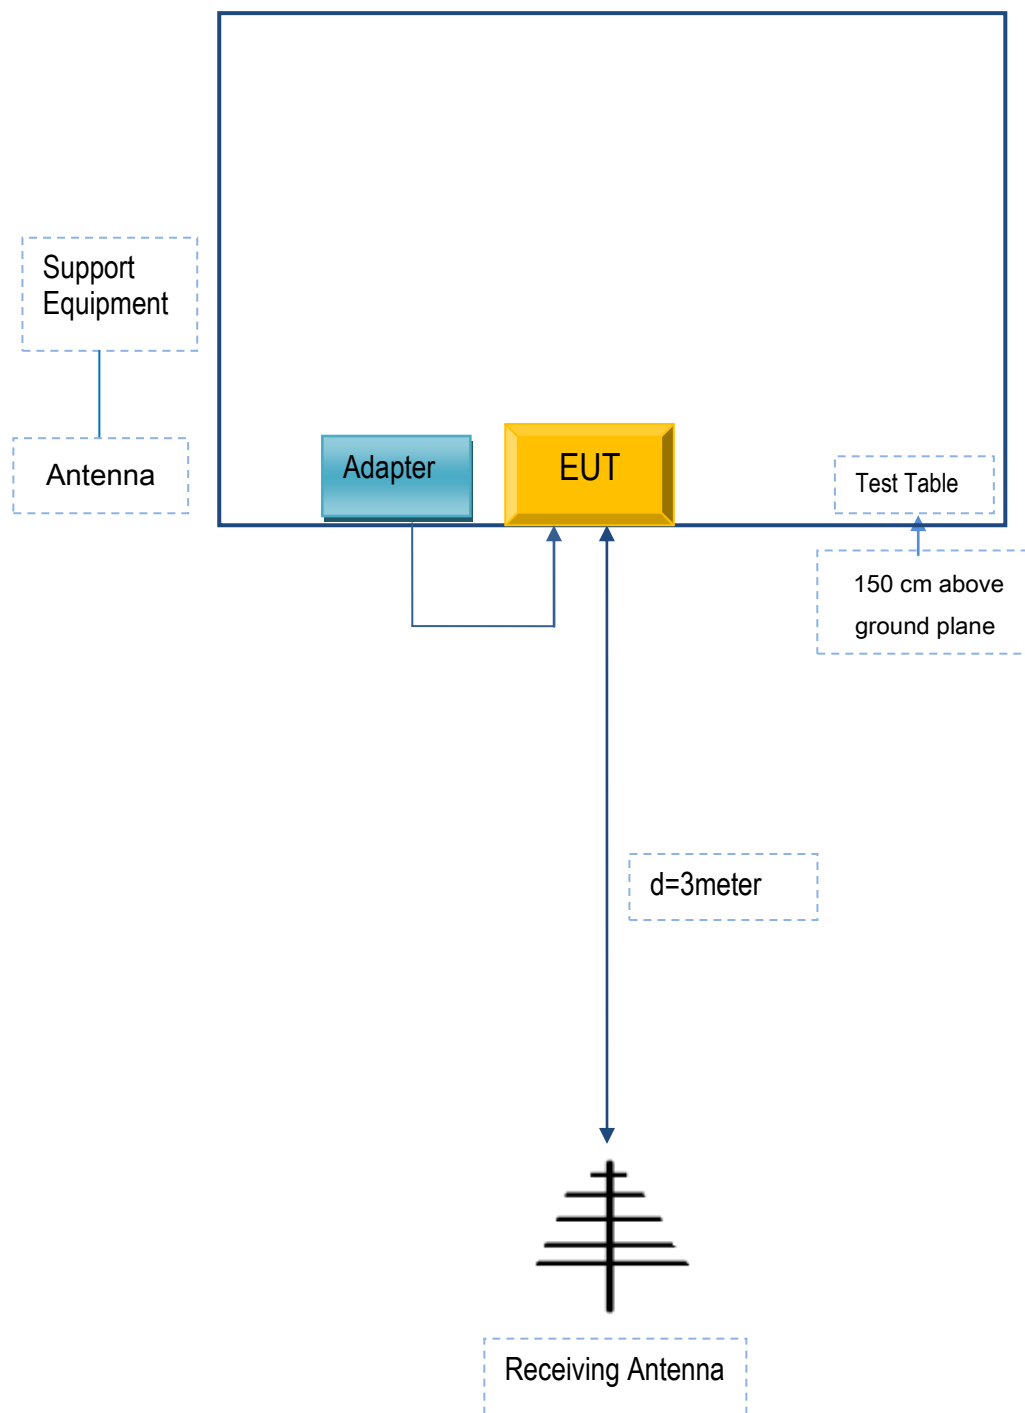 Support
Equipment
Antenna
Adapter
EUT
Test Table
150 cm above
ground plane
d=3meter
Receiving Antenna